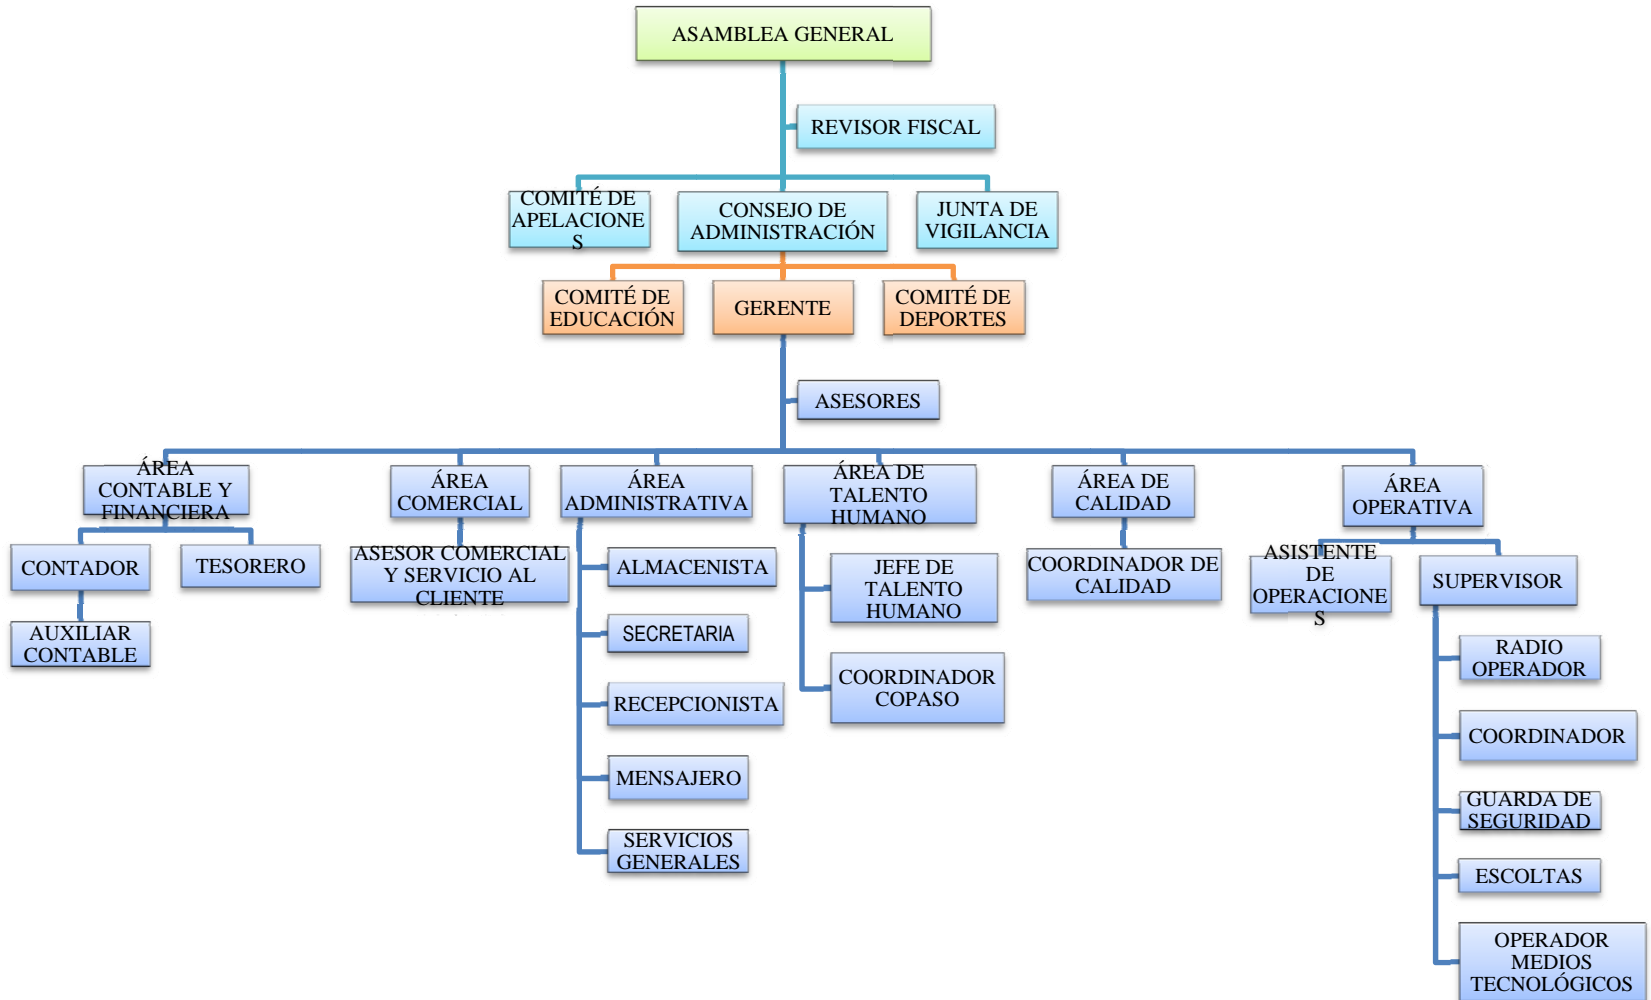 ASAMBLEA GENERAL
REVISOR FISCAL
COMITÉ DE
APELACIONE
S
CONSEJO DE
ADMINISTRACIÓN
JUNTA DE
VIGILANCIA
COMITÉ DE
EDUCACIÓN
GERENTE
COMITÉ DE
DEPORTES
ASESORES
ÁREA
CONTABLE Y
FINANCIERA
ÁREA
COMERCIAL
ÁREA
ADMINISTRATIVA
ÁREA DE
TALENTO
HUMANO
ÁREA DE
CALIDAD
ÁREA
OPERATIVA
CONTADOR
TESORERO
AUXILIAR
CONTABLE
ASESOR COMERCIAL
Y SERVICIO AL
CLIENTE
ALMACENISTA
SECRETARIA
RECEPCIONISTA
MENSAJERO
SERVICIOS
GENERALES
JEFE DE
TALENTO
HUMANO
COORDINADOR
COPASO
COORDINADOR DE
CALIDAD
ASISTENTE
DE
OPERACIONE
S
SUPERVISOR
RADIO
OPERADOR
COORDINADOR
GUARDA DE
SEGURIDAD
ESCOLTAS
OPERADOR
MEDIOS
TECNOLÓGICOS